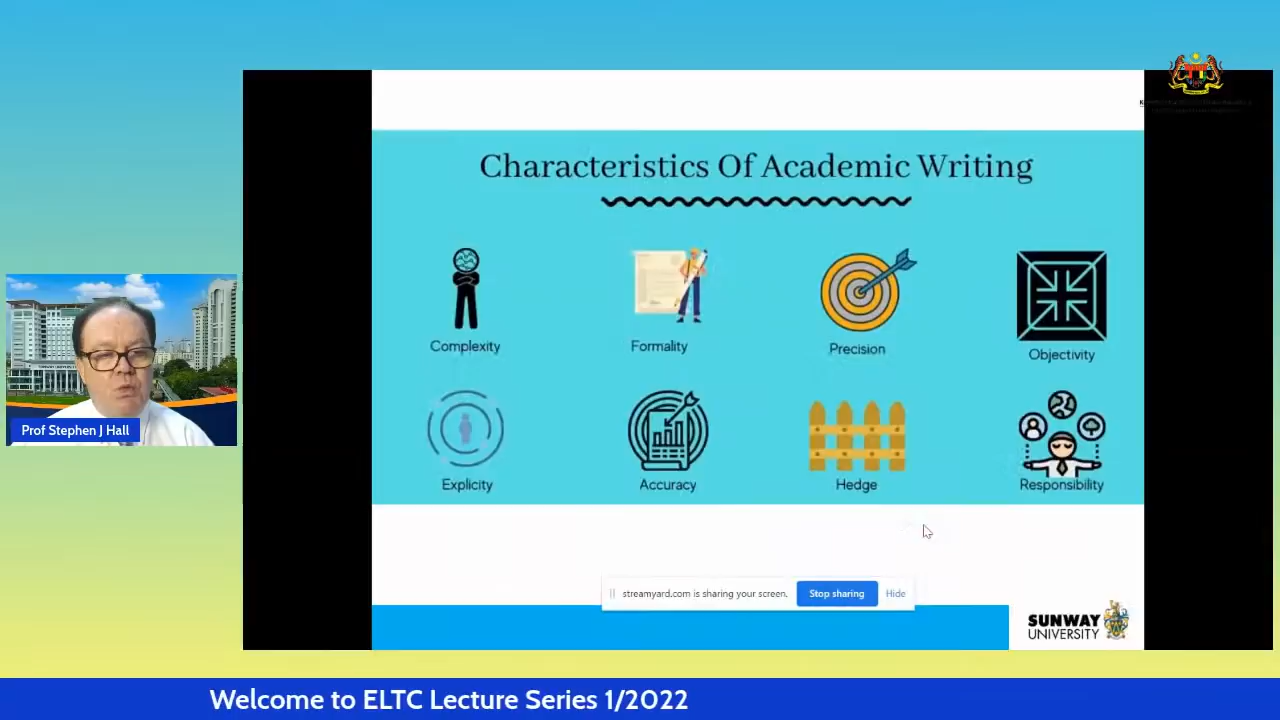 Characteristics Of Academic Writing
Complexity
Formality
Precision
Objectivity
Explicity
Accuracy
Hedge
Responsibility
Prof Stephen J Hall
streamyard.com is sharing your screen.
Stop sharing
Hide
SUNWAY
UNIVERSITY
Welcome to ELTC Lecture Series 1/2022